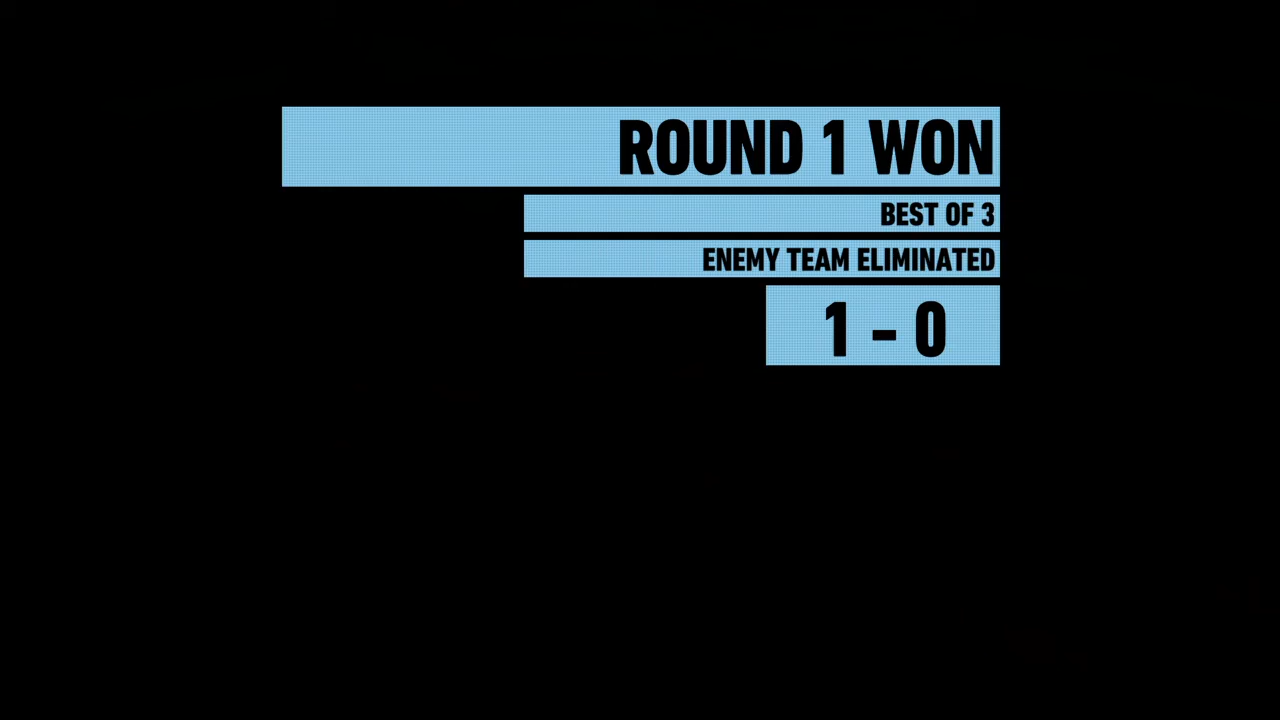 ROUND 1 WON
BEST OF 3
ENEMY TEAM ELIMINATED
1 - 0